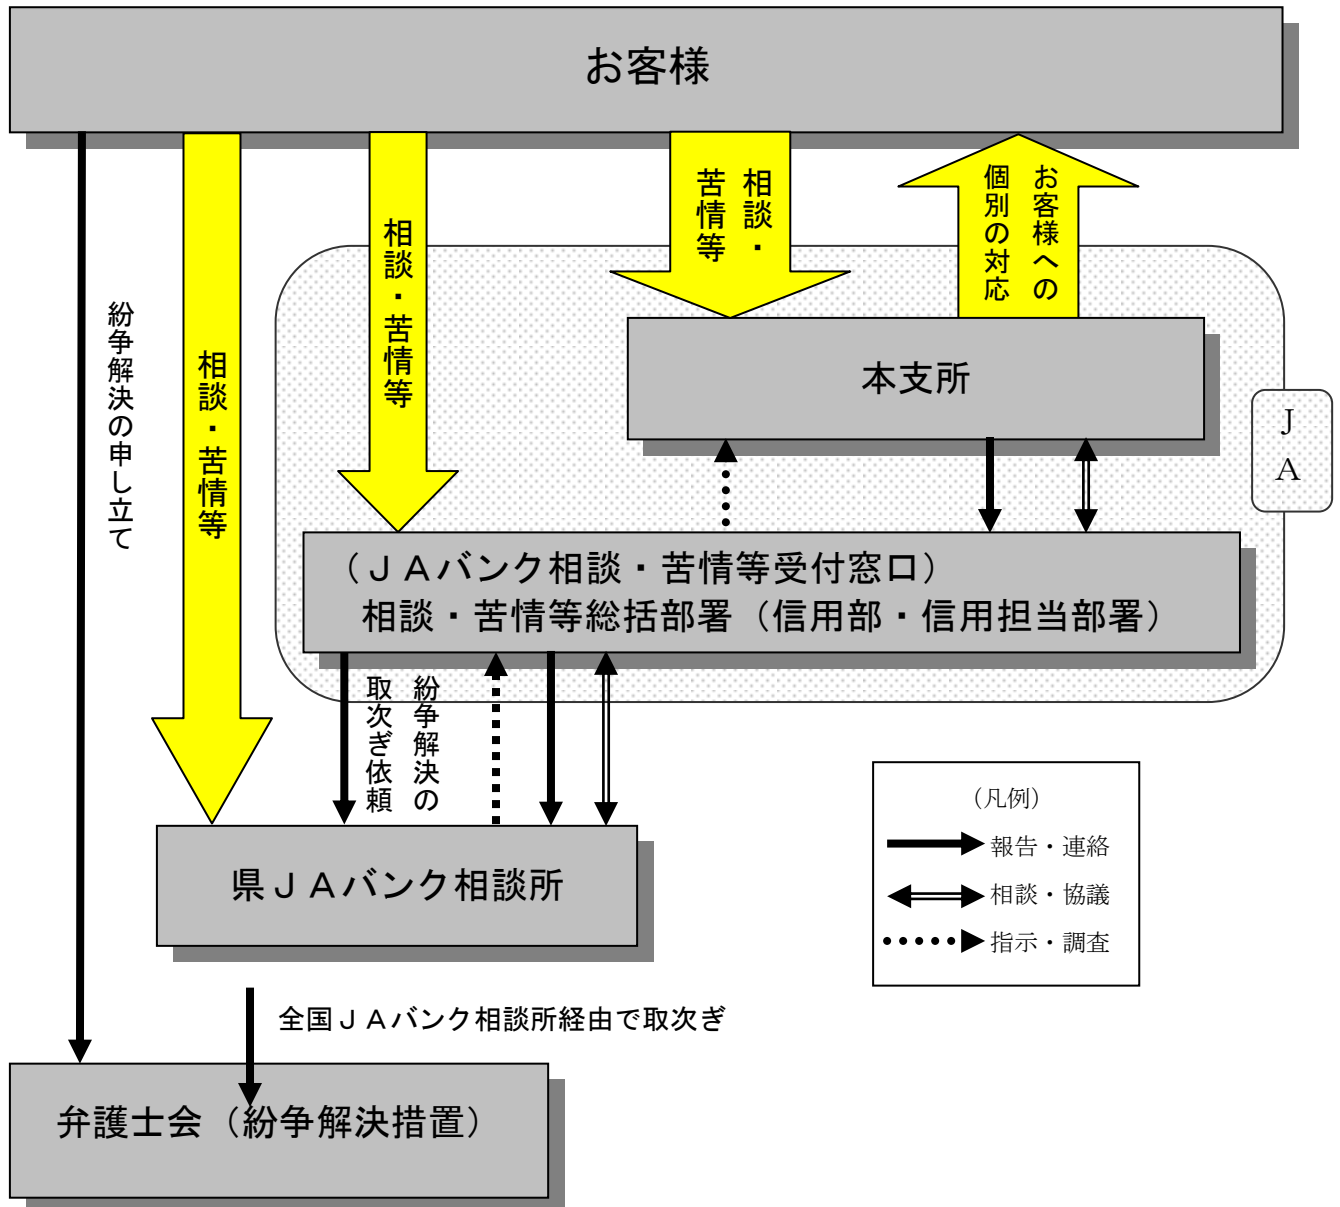 お客様
紛争解決の申し立て
相談・苦情等
相談・苦情等
相談・
苦情等
お客様への
個別の対応
本支所
JA
（ＪＡバンク相談・苦情等受付窓口）
相談・苦情等総括部署（信用部・信用担当部署）
紛争解決の
取次ぎ依頼
県ＪＡバンク相談所
（凡例）
報告・連絡
相談・協議
指示・調査
全国ＪＡバンク相談所経由で取次ぎ
弁護士会（紛争解決措置）